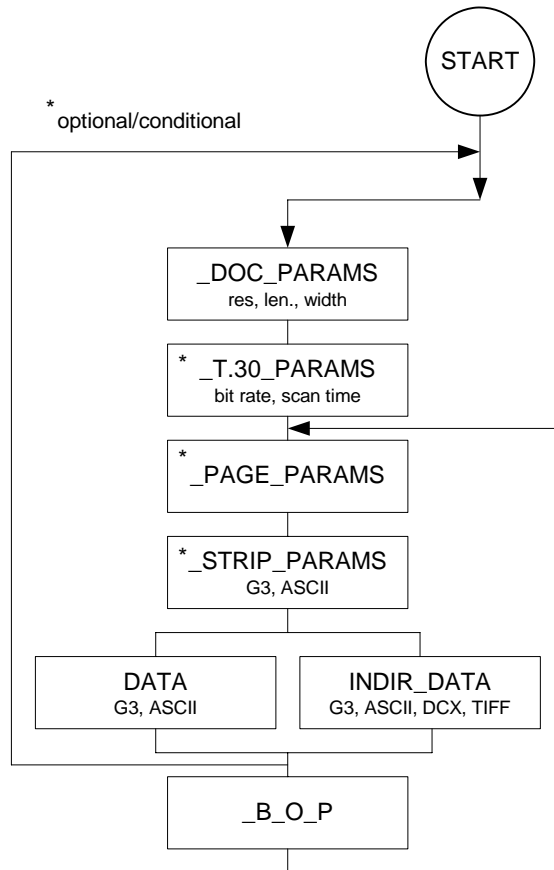 START
* optional/conditional
_DOC_PARAMS
res, len., width
* _T.30_PARAMS
bit rate, scan time
* _PAGE_PARAMS
* _STRIP_PARAMS
G3, ASCII
DATA
G3, ASCII
INDIR_DATA
G3, ASCII, DCX, TIFF
_B_O_P